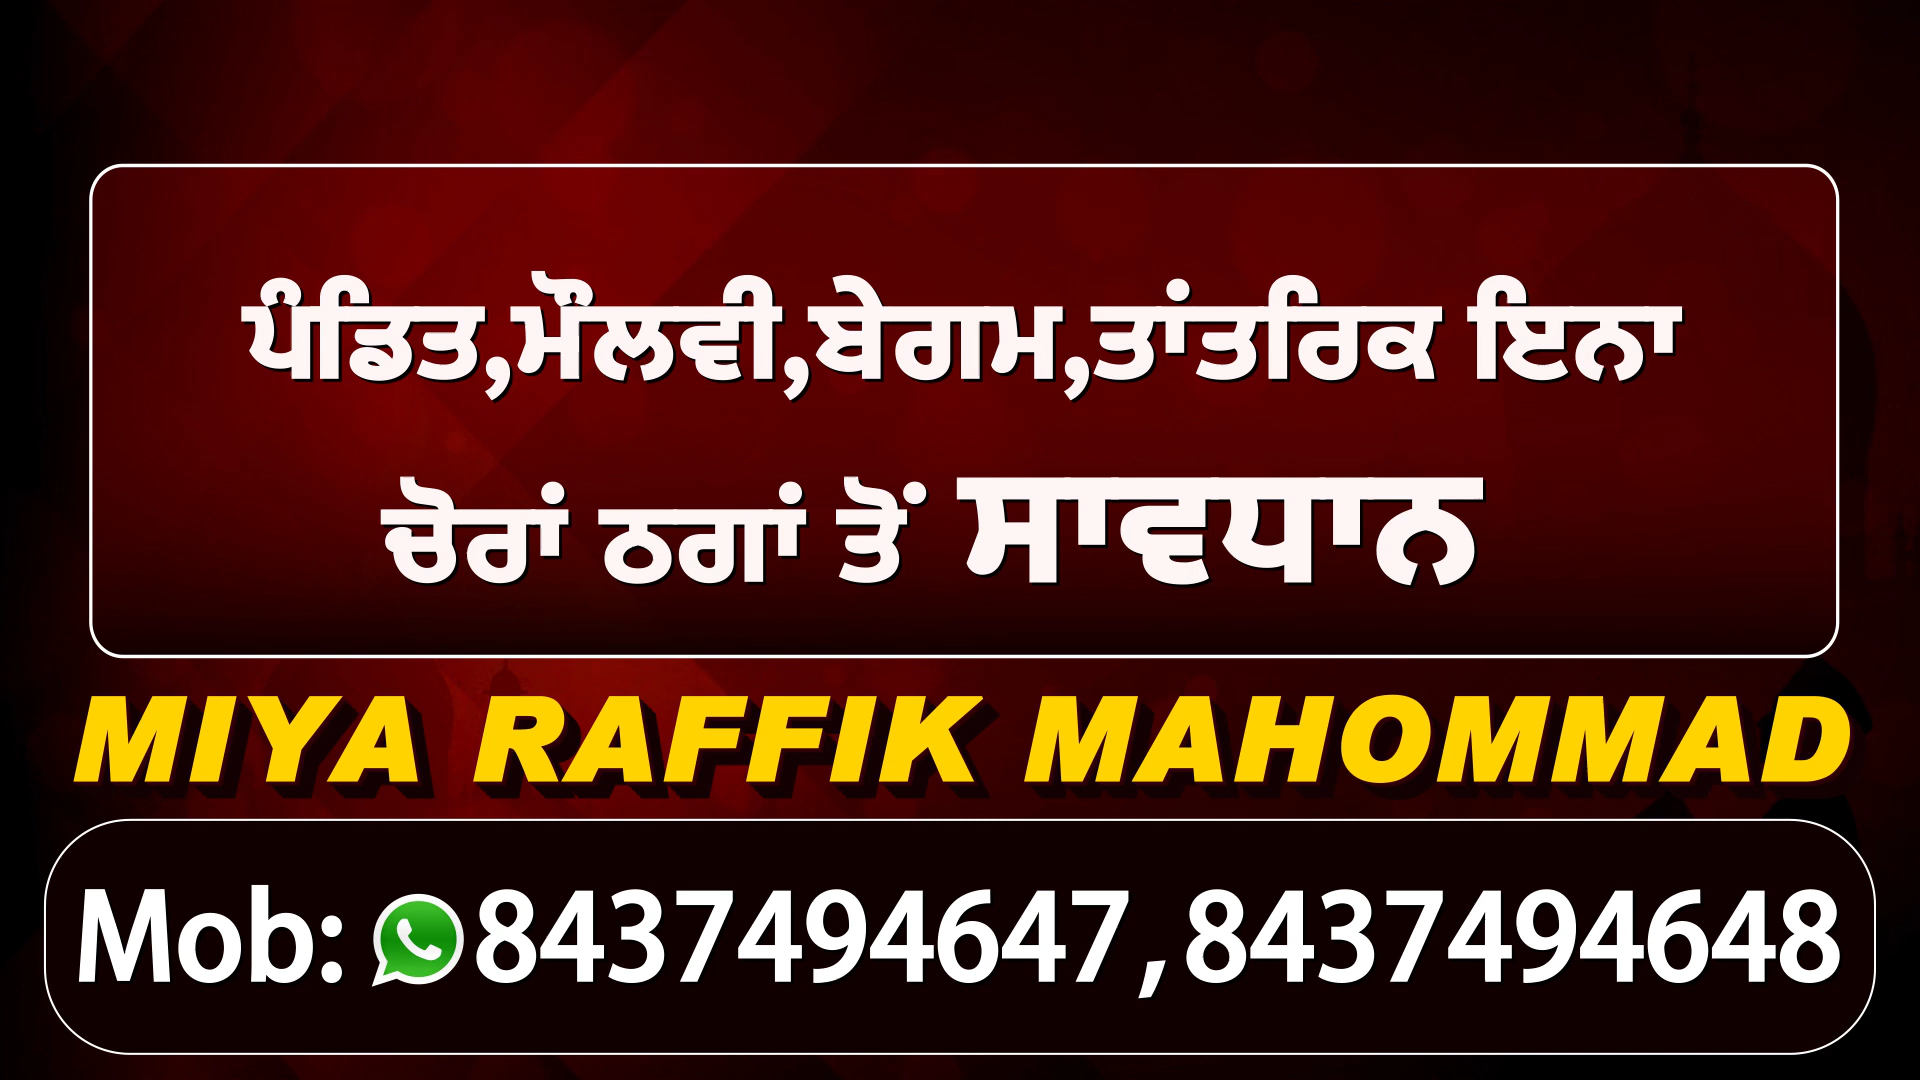 ਪੰਡਿਤ,ਮੌਲਵੀ,ਬੇਗਮ,ਤਾਂਤਰਿਕ ਇਨਾ
ਚੋਰਾਂ ਠਗਾਂ ਤੋਂ ਸਾਵਧਾਨ
MIYA RAFFIK MAHOMMAD
Mob: 8437494647, 8437494648